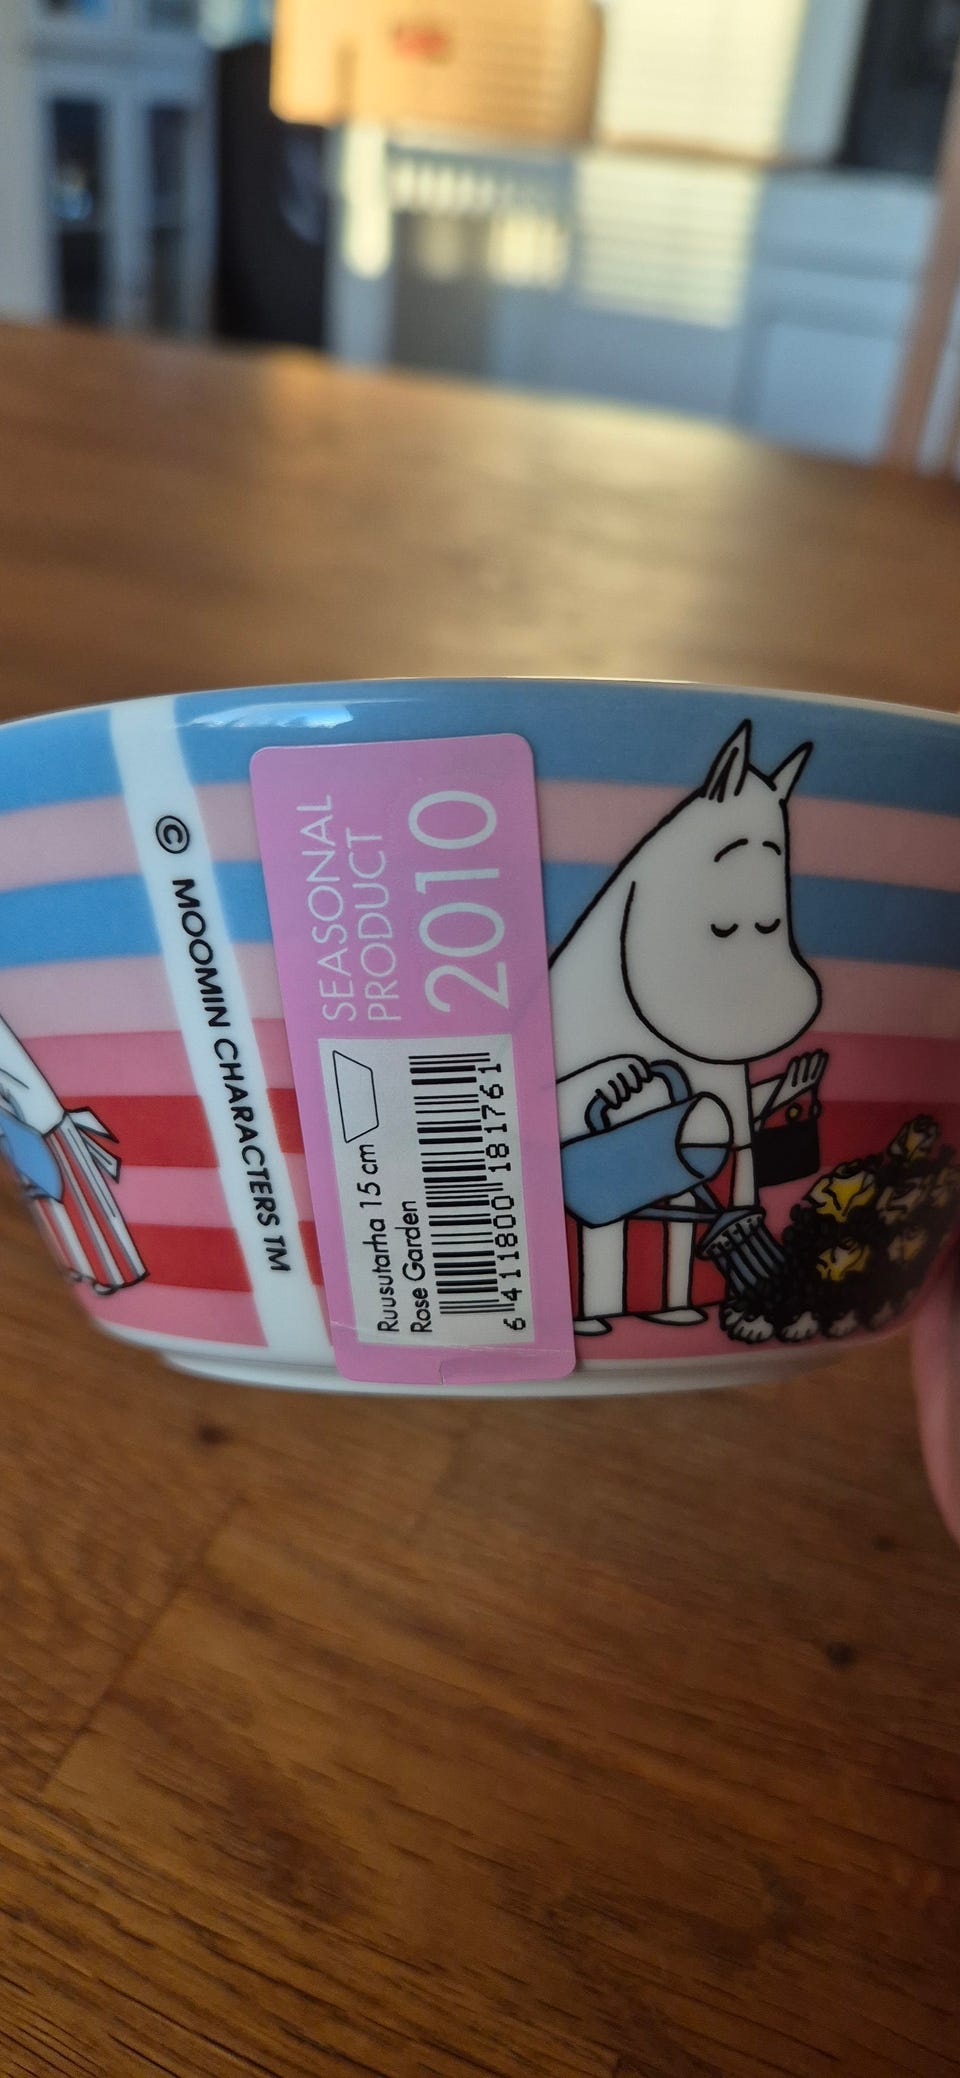 © MOOMIN CHARACTERS TM
SEASONAL
PRODUCT
2010
Ruusutarha 15 cm
Rose Garden
6 411800 181761